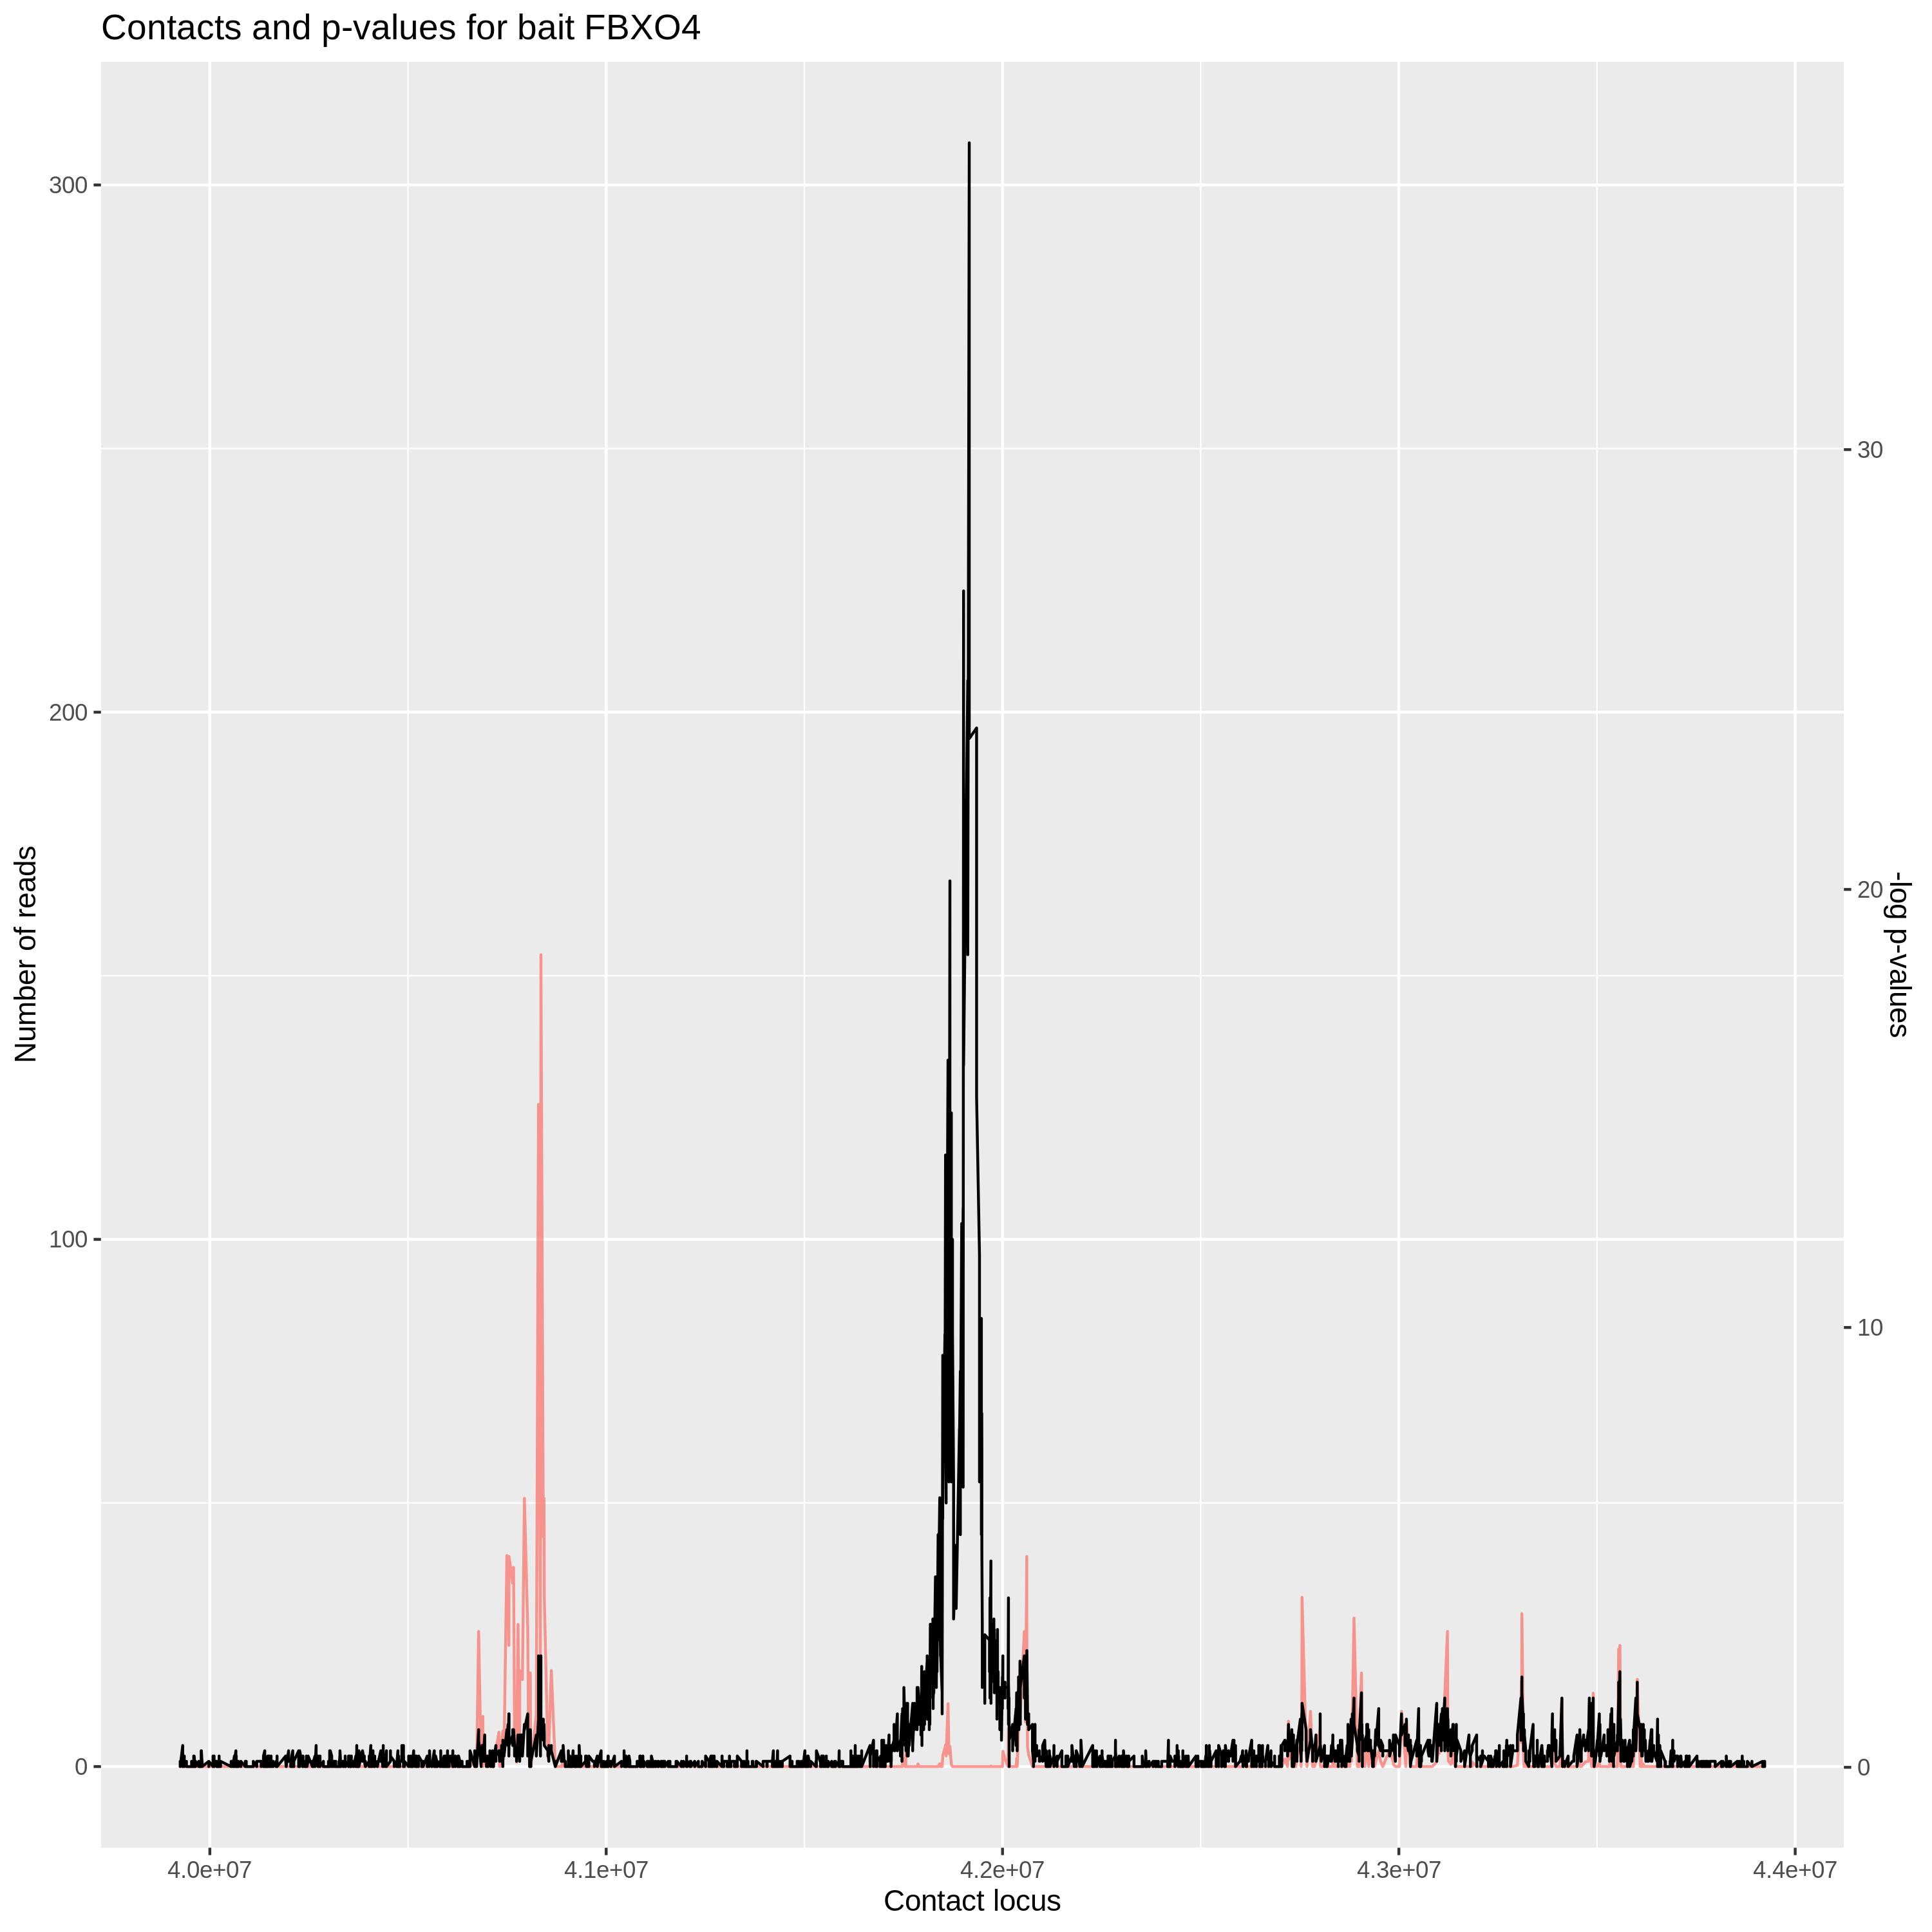 Contacts and p-values for bait FBXO4
300
200
100
0
Number of reads
30
20
10
0
-log p-values
4.0e+07
4.1e+07
4.2e+07
4.3e+07
4.4e+07
Contact locus